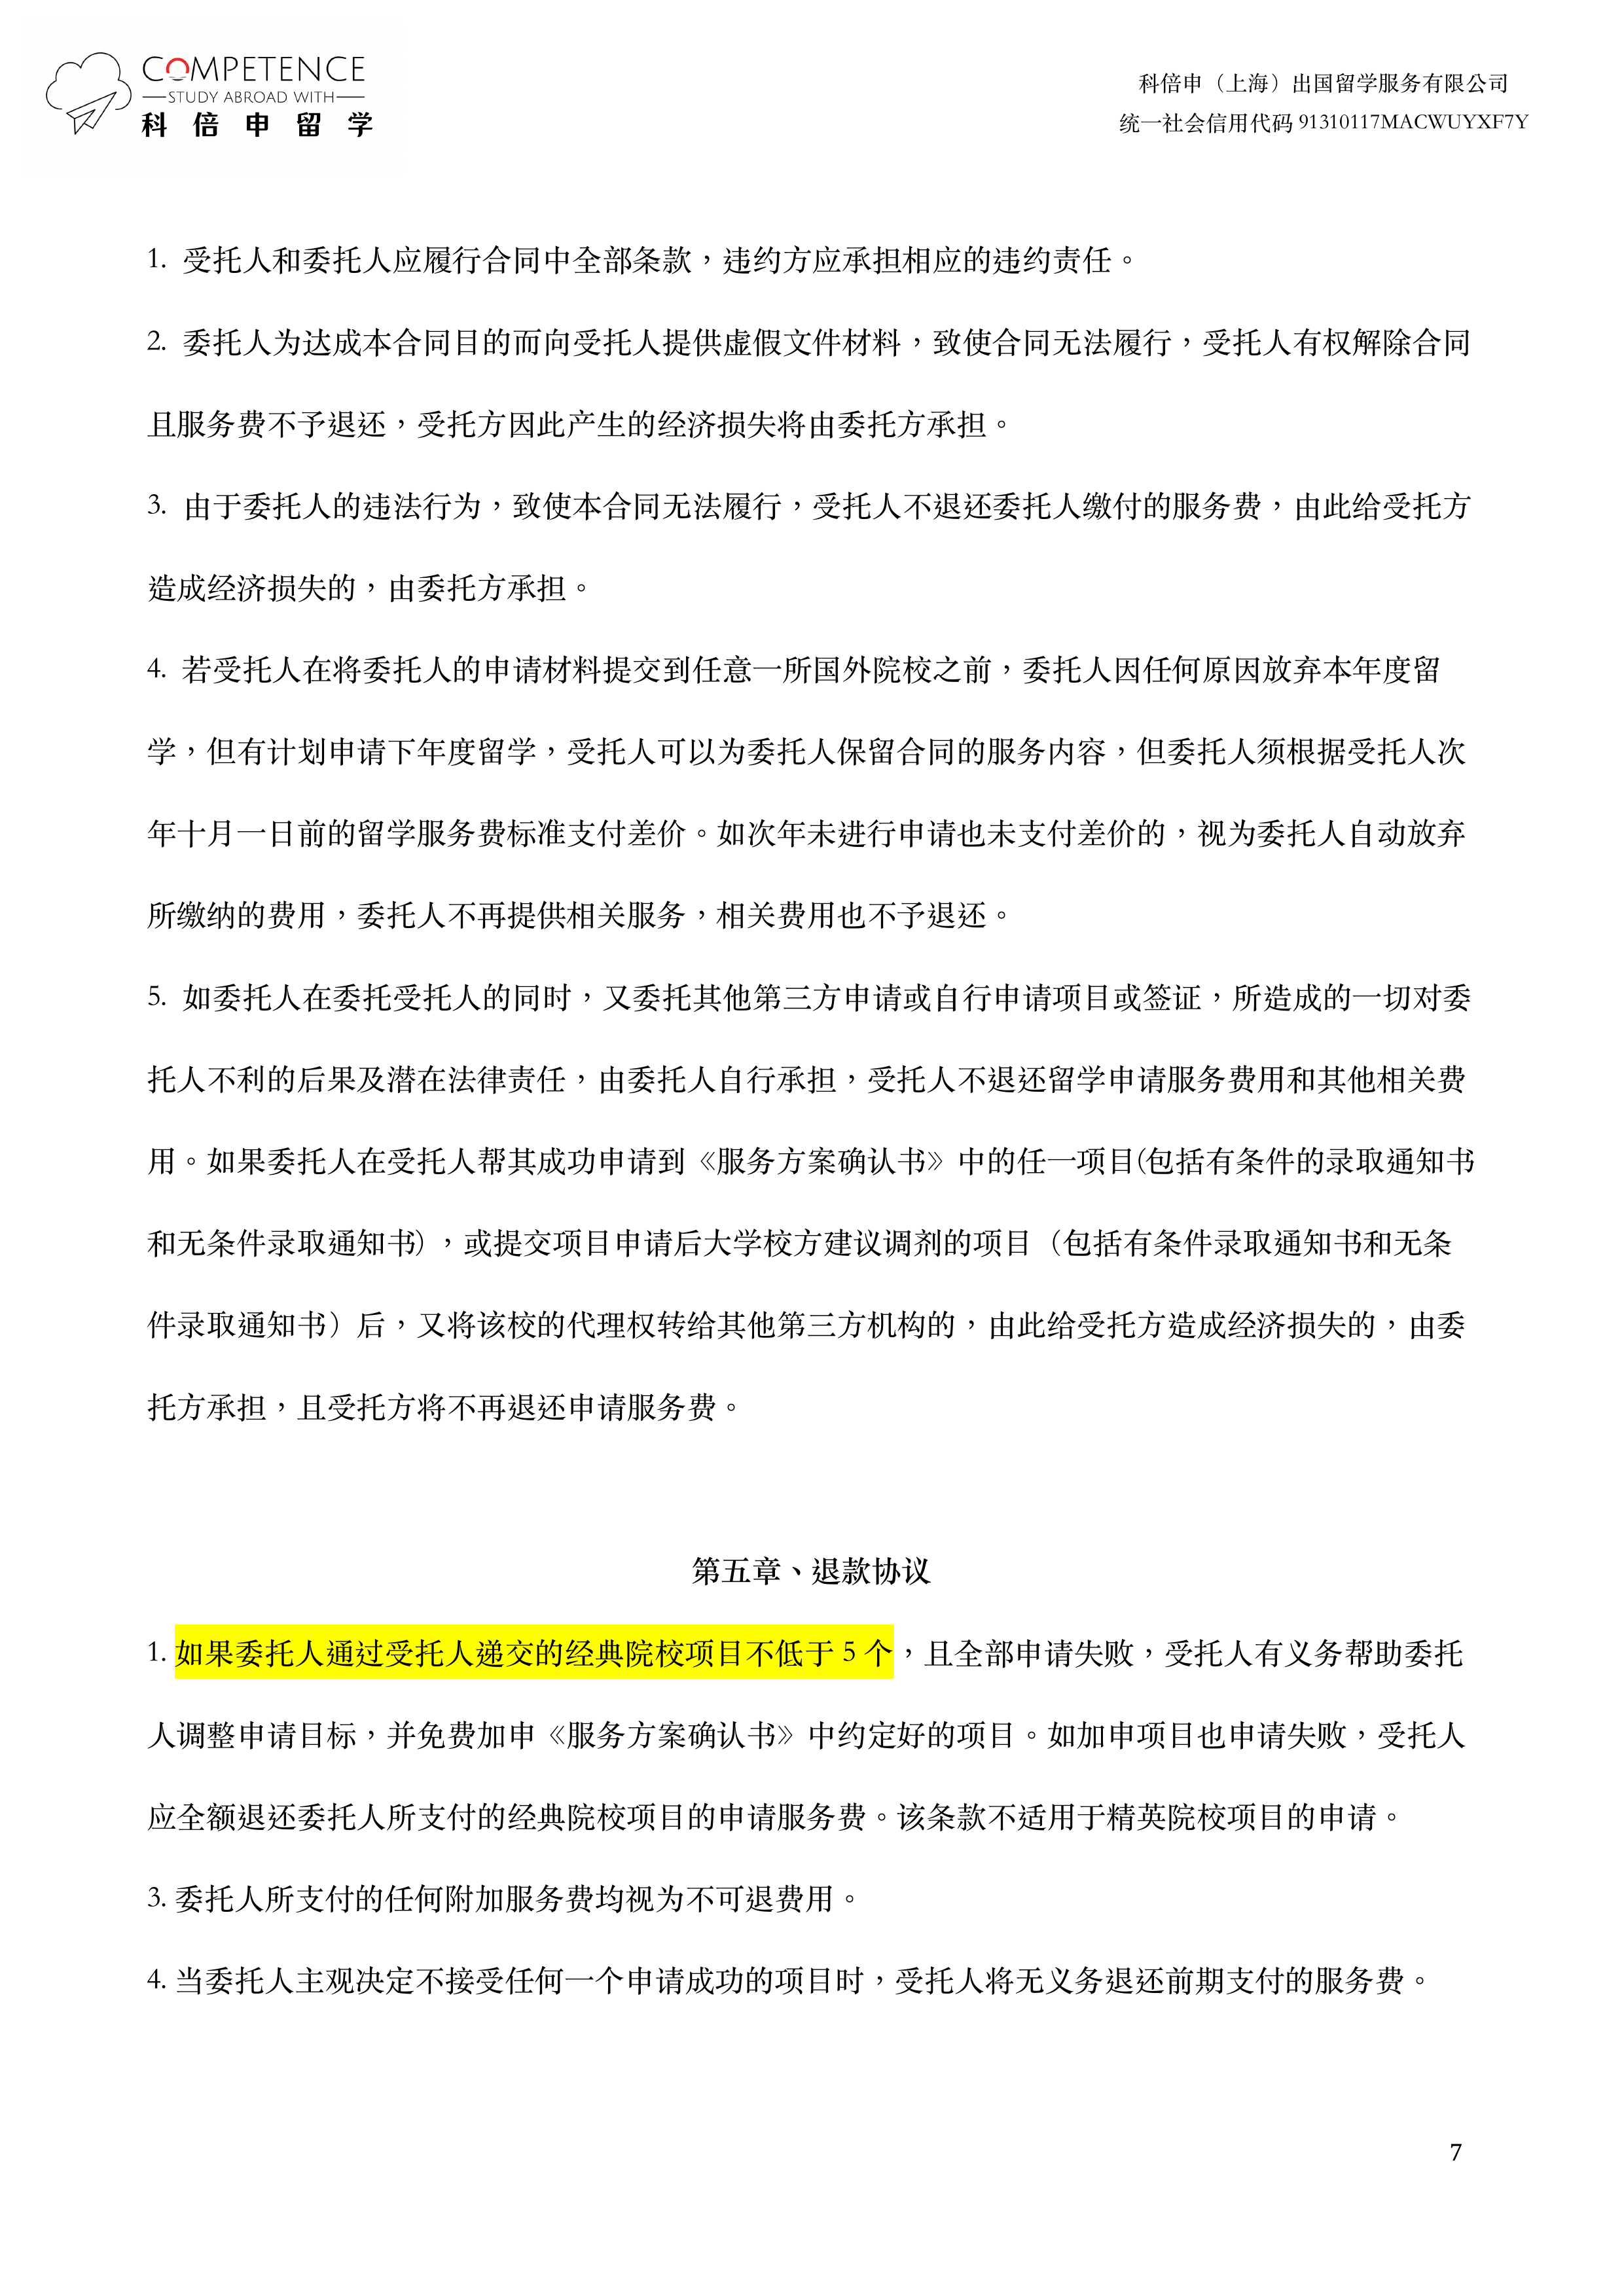 COMPETENCE
STUDY ABROAD WITH
科倍申留学
科倍申（上海）出国留学服务有限公司
统一社会信用代码 91310117MACWUYXF7Y
1. 受托人和委托人应履行合同中全部条款，违约方应承担相应的违约责任。
2. 委托人为达成本合同目的而向受托人提供虚假文件材料，致使合同无法履行，受托人有权解除合同
且服务费不予退还，受托方因此产生的经济损失将由委托方承担。
3. 由于委托人的违法行为，致使本合同无法履行，受托人不退还委托人缴付的服务费，由此给受托方
造成经济损失的，由委托方承担。
4. 若受托人在将委托人的申请材料提交到任意一所国外院校之前，委托人因任何原因放弃本年度留
学，但有计划申请下年度留学，受托人可以为委托人保留合同的服务内容，但委托人须根据受托人次
年十月一日前的留学服务费标准支付差价。如次年未进行申请也未支付差价的，视为委托人自动放弃
所缴纳的费用，委托人不再提供相关服务，相关费用也不予退还。
5. 如委托人在委托受托人的同时，又委托其他第三方申请或自行申请项目或签证，所造成的一切对委
托人不利的后果及潜在法律责任，由委托人自行承担，受托人不退还留学申请服务费用和其他相关费
用。如果委托人在受托人帮其成功申请到《服务方案确认书》中的任一项目(包括有条件的录取通知书
和无条件录取通知书)，或提交项目申请后大学校方建议调剂的项目（包括有条件录取通知书和无条
件录取通知书）后，又将该校的代理权转给其他第三方机构的，由此给受托方造成经济损失的，由委
托方承担，且受托方将不再退还申请服务费。
第五章、退款协议
1. 如果委托人通过受托人递交的经典院校项目不低于 5 个，且全部申请失败，受托人有义务帮助委托
人调整申请目标，并免费加申《服务方案确认书》中约定好的项目。如加申项目也申请失败，受托人
应全额退还委托人所支付的经典院校项目的申请服务费。该条款不适用于精英院校项目的申请。
3. 委托人所支付的任何附加服务费均视为不可退费用。
4. 当委托人主观决定不接受任何一个申请成功的项目时，受托人将无义务退还前期支付的服务费。
7